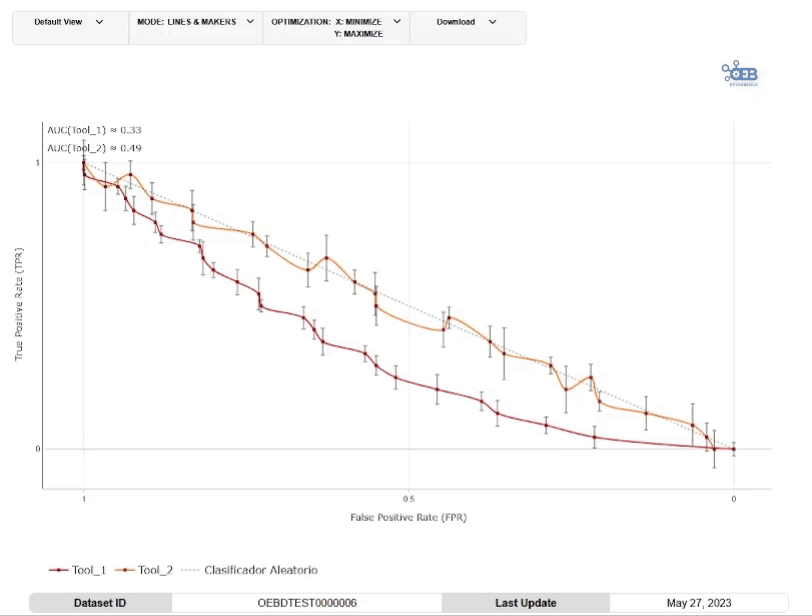 Default View
MODE: LINES & MAKERS
OPTIMIZATION: X: MINIMIZE
Y: MAXIMIZE
Download
OEB
AUC(Tool_1) ≈ 0.33
AUC(Tool_2) ≈ 0.49
1
0
True Positive Rate (TPR)
1
0.5
0
False Positive Rate (FPR)
Tool_1
Tool_2
Clasificador Aleatorio
Dataset ID
OEBDTEST0000006
Last Update
May 27, 2023